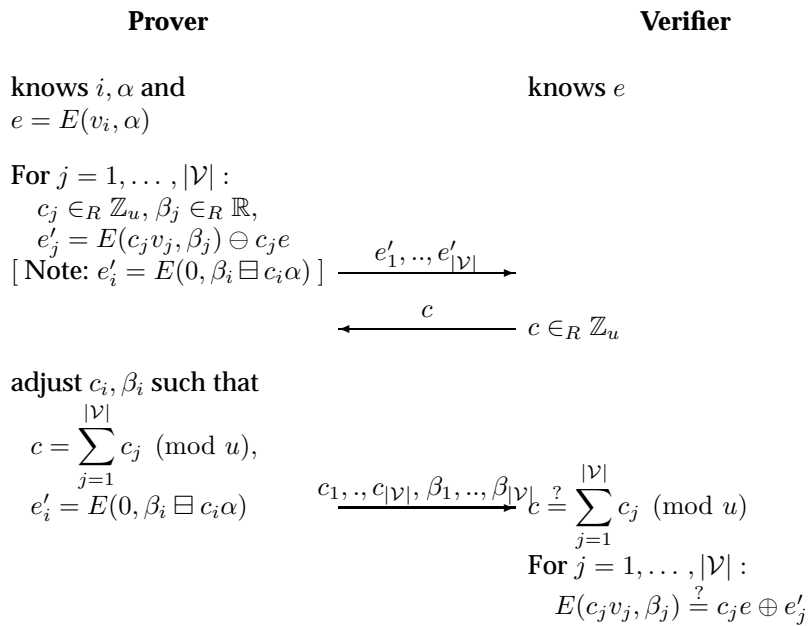 Prover Verifier
knows i, α and knows e
e = E(v_i, α)
For j = 1, . . . , |𝒱| :
c_j ∈_R ℤ_u, β_j ∈_R ℝ,
e′_j = E(c_j v_j, β_j) ⊖ c_j e
[ Note: e′_i = E(0, β_i ⊟ c_i α) ] e′_1, .., e′_{|𝒱|}
c
c ∈_R ℤ_u
adjust c_i, β_i such that
c = ∑_{j=1}^{|𝒱|} c_j (mod u),
e′_i = E(0, β_i ⊟ c_i α) c_1, ., c_{|𝒱|}, β_1, .., β_{|𝒱|} c ≟ ∑_{j=1}^{|𝒱|} c_j (mod u)
For j = 1, . . . , |𝒱| :
E(c_j v_j, β_j) ≟ c_j e ⊕ e′_j